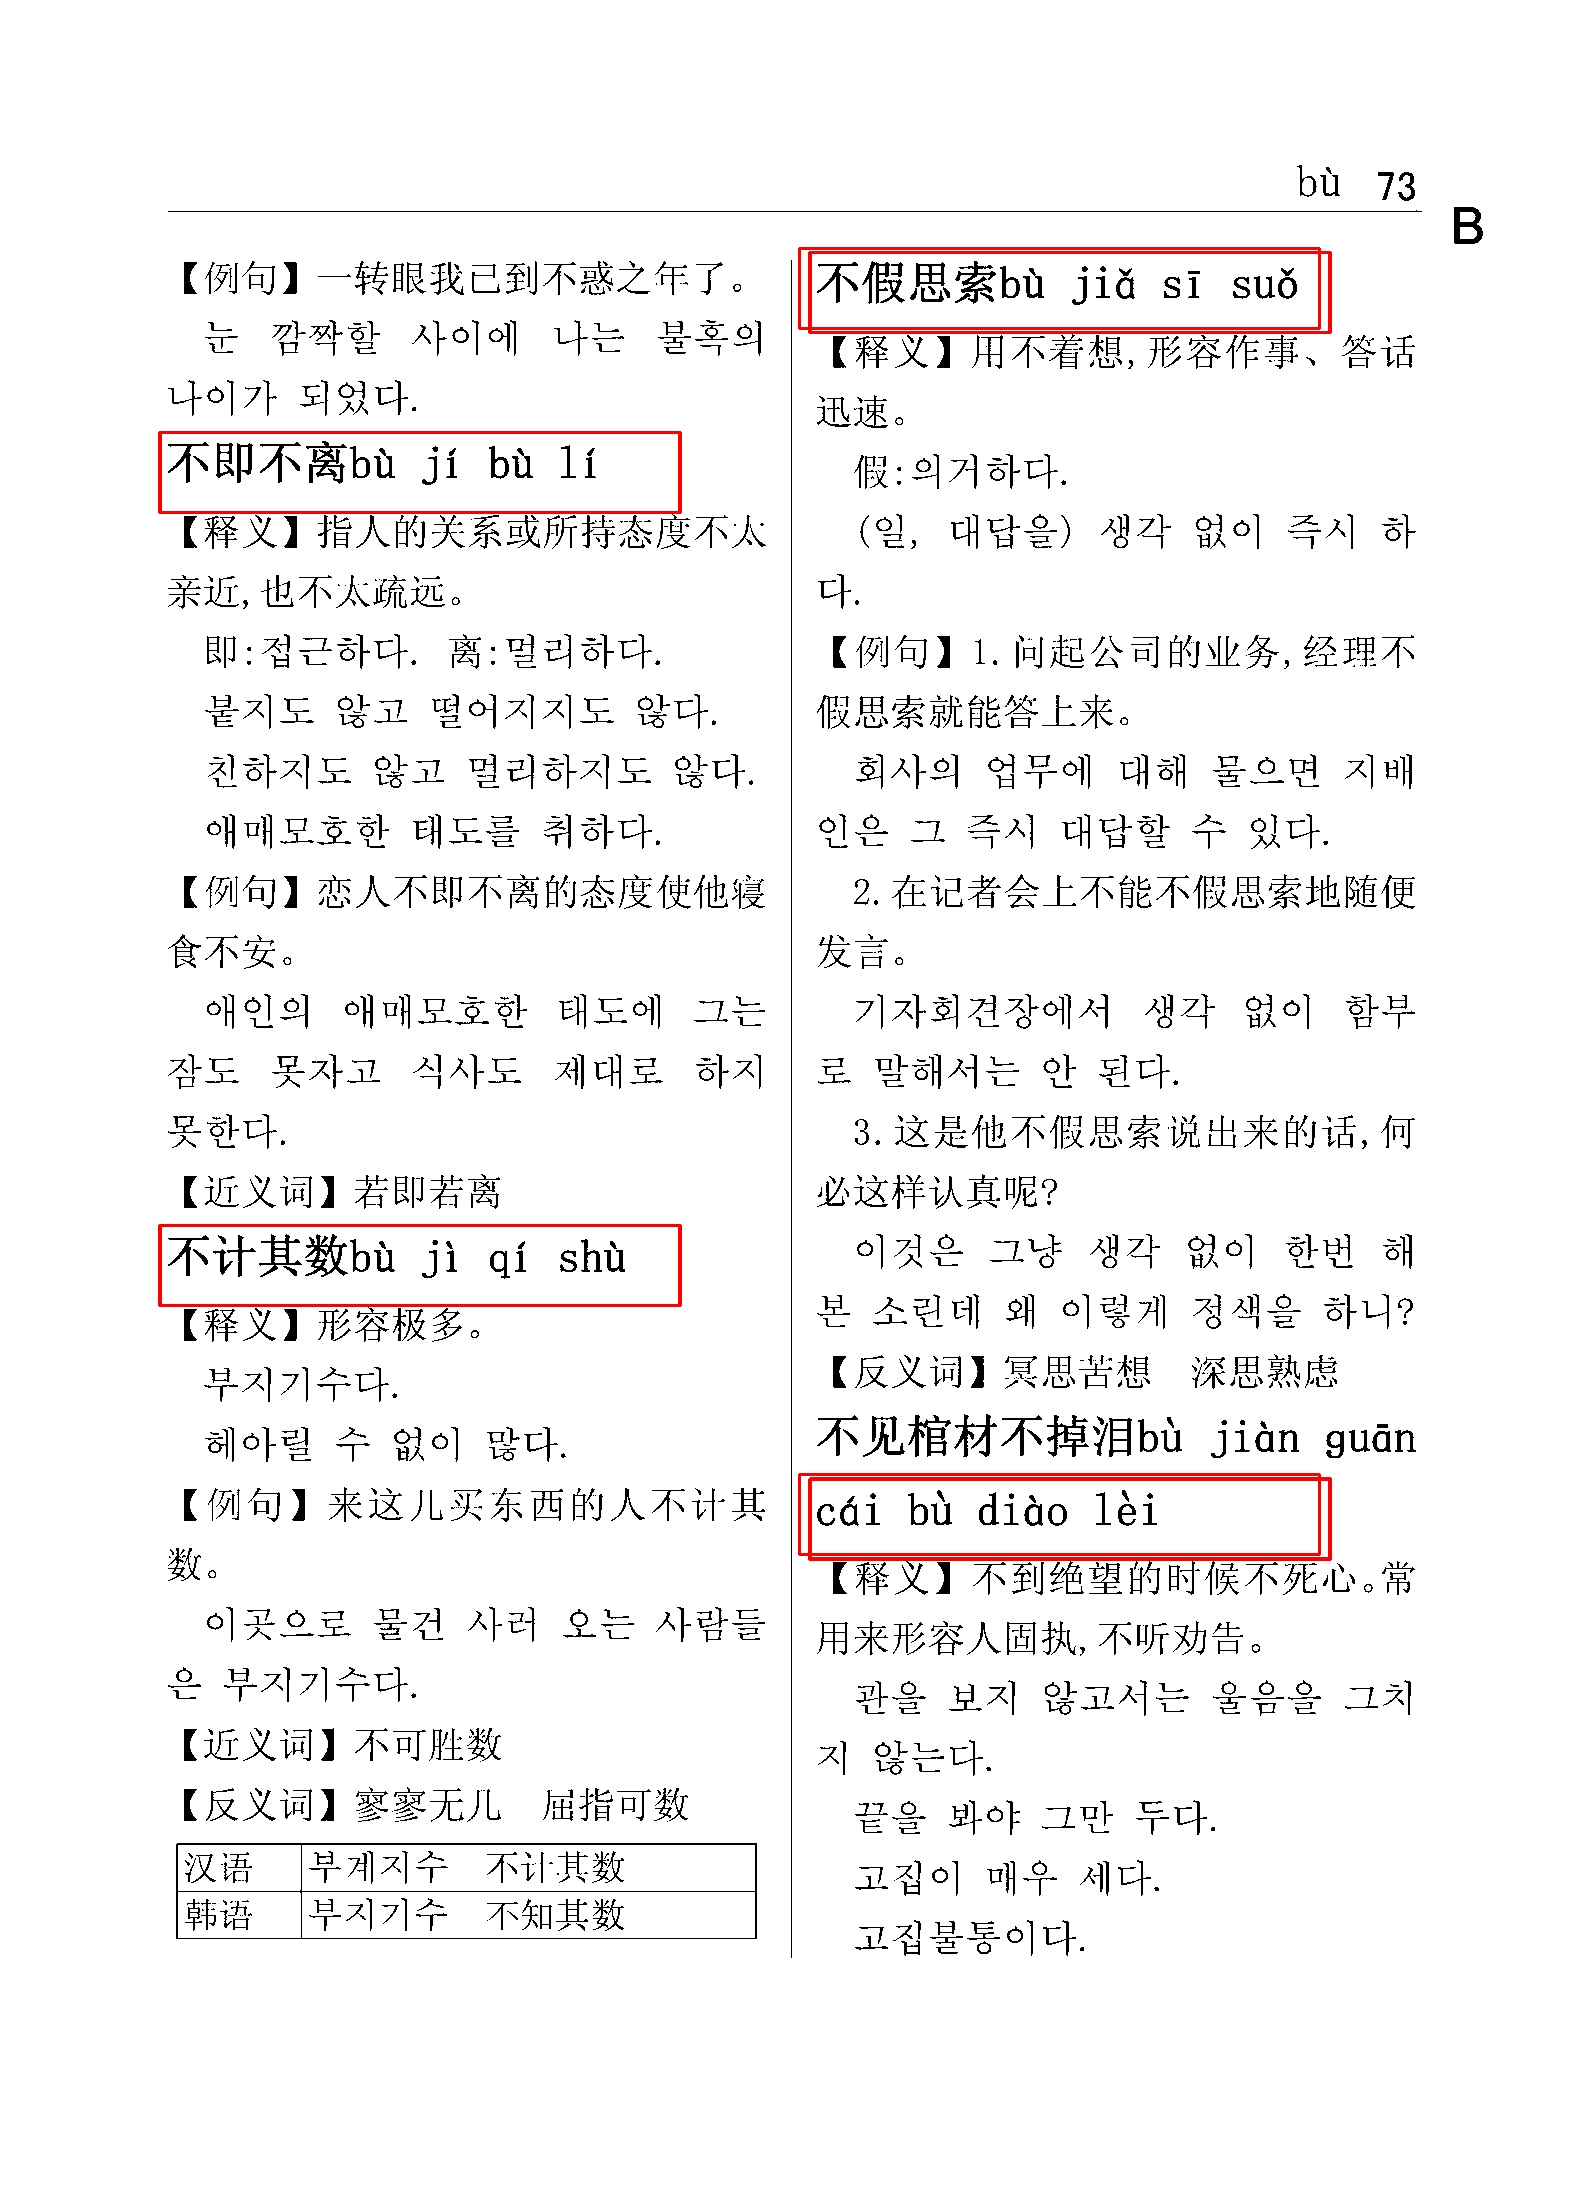 bù 73
B
【例句】一转眼我已到不惑之年了。
눈 깜짝할 사이에 나는 불혹의
나이가 되었다.
不即不离bù jí bù lí
【释义】指人的关系或所持态度不太
亲近,也不太疏远。
即:접근하다. 离:멀리하다.
붙지도 않고 떨어지지도 않다.
친하지도 않고 멀리하지도 않다.
애매모호한 태도를 취하다.
【例句】恋人不即不离的态度使他寝
食不安。
애인의 애매모호한 태도에 그는
잠도 못자고 식사도 제대로 하지
못한다.
【近义词】若即若离
不计其数bù jì qí shù
【释义】形容极多。
부지기수다.
헤아릴 수 없이 많다.
【例句】来这儿买东西的人不计其
数。
이곳으로 물건 사러 오는 사람들
은 부지기수다.
【近义词】不可胜数
【反义词】寥寥无几 屈指可数
汉语 부계지수 不计其数
韩语 부지기수 不知其数
不假思索bù jiǎ sī suǒ
【释义】用不着想,形容作事、答话
迅速。
假:의거하다.
(일, 대답을) 생각 없이 즉시 하
다.
【例句】1.问起公司的业务,经理不
假思索就能答上来。
회사의 업무에 대해 물으면 지배
인은 그 즉시 대답할 수 있다.
2.在记者会上不能不假思索地随便
发言。
기자회견장에서 생각 없이 함부
로 말해서는 안 된다.
3.这是他不假思索说出来的话,何
必这样认真呢?
이것은 그냥 생각 없이 한번 해
본 소린데 왜 이렇게 정색을 하니?
【反义词】冥思苦想 深思熟虑
不见棺材不掉泪bù jiàn guān
cái bù diào lèi
【释义】不到绝望的时候不死心。常
用来形容人固执,不听劝告。
관을 보지 않고서는 울음을 그치
지 않는다.
끝을 봐야 그만 두다.
고집이 매우 세다.
고집불통이다.